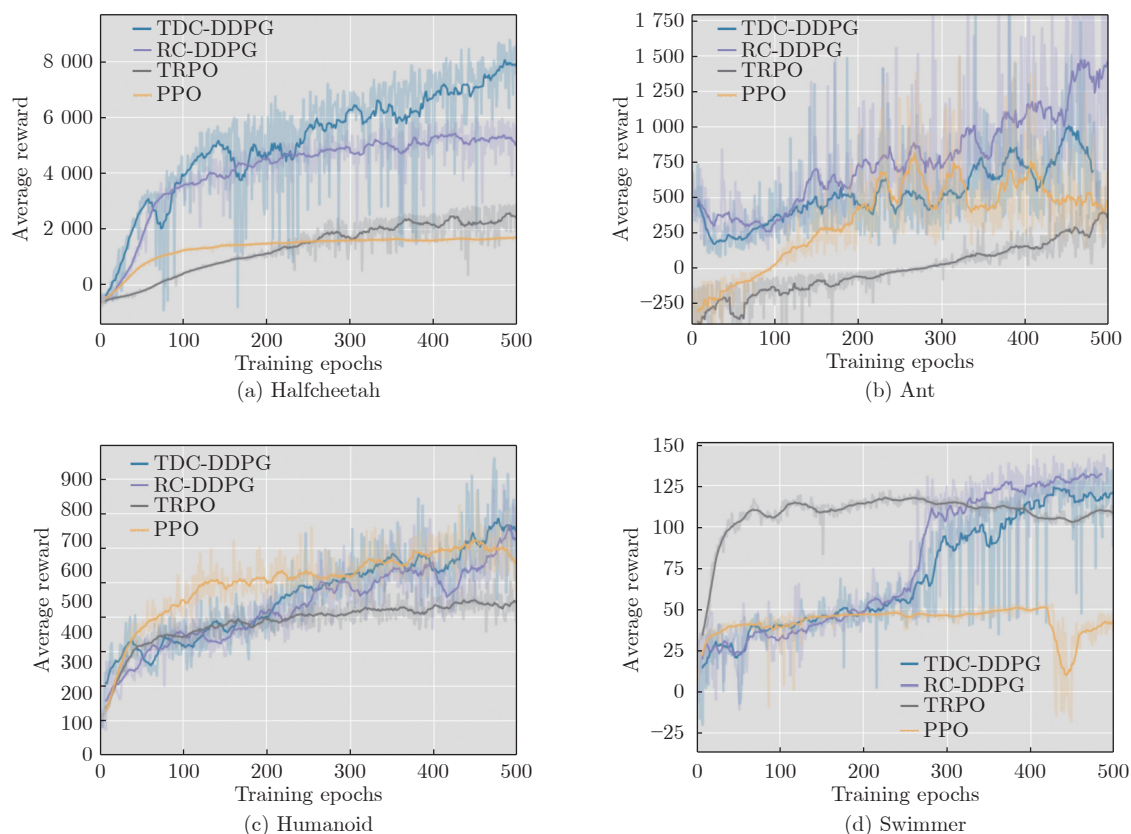 TDC-DDPG
RC-DDPG
TRPO
PPO
8 000
6 000
4 000
2 000
0
Average reward
0 100 200 300 400 500
Training epochs
(a) Halfcheetah
1 750
TDC-DDPG
RC-DDPG
TRPO
PPO
1 500
1 250
1 000
750
500
250
0
−250
Average reward
0 100 200 300 400 500
Training epochs
(b) Ant
TDC-DDPG
RC-DDPG
TRPO
PPO
900
800
700
600
500
400
300
200
100
0
Average reward
0 100 200 300 400 500
Training epochs
(c) Humanoid
150
125
100
75
50
25
0
−25
Average reward
TDC-DDPG
RC-DDPG
TRPO
PPO
0 100 200 300 400 500
Training epochs
(d) Swimmer